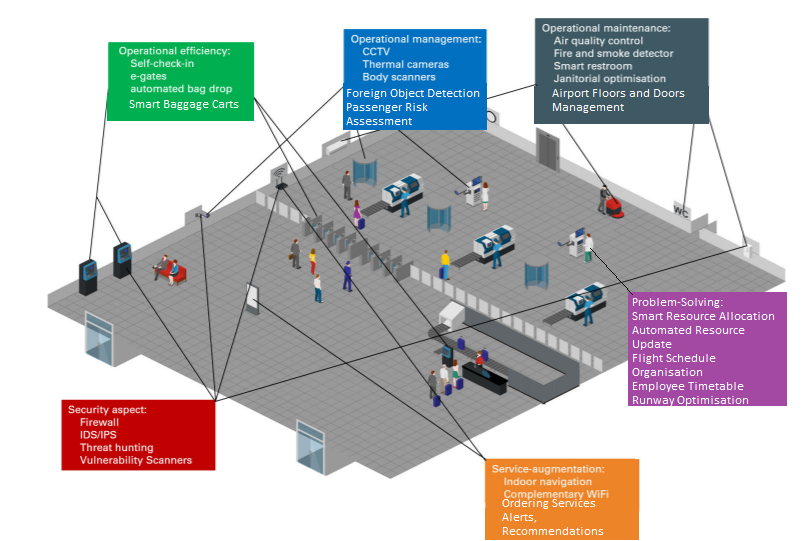 Operational efficiency:
Self-check-in
e-gates
automated bag drop
Smart Baggage Carts
Operational management:
CCTV
Thermal cameras
Body scanners
Foreign Object Detection
Passenger Risk
Assessment
Operational maintenance:
Air quality control
Fire and smoke detector
Smart restroom
Janitorial optimisation
Airport Floors and Doors
Management
WC
Problem-Solving:
Smart Resource Allocation
Automated Resource
Update
Flight Schedule
Organisation
Employee Timetable
Runway Optimisation
Security aspect:
Firewall
IDS/IPS
Threat hunting
Vulnerability Scanners
Service-augmentation:
Indoor navigation
Complementary WiFi
Ordering Services
Alerts,
Recommendations